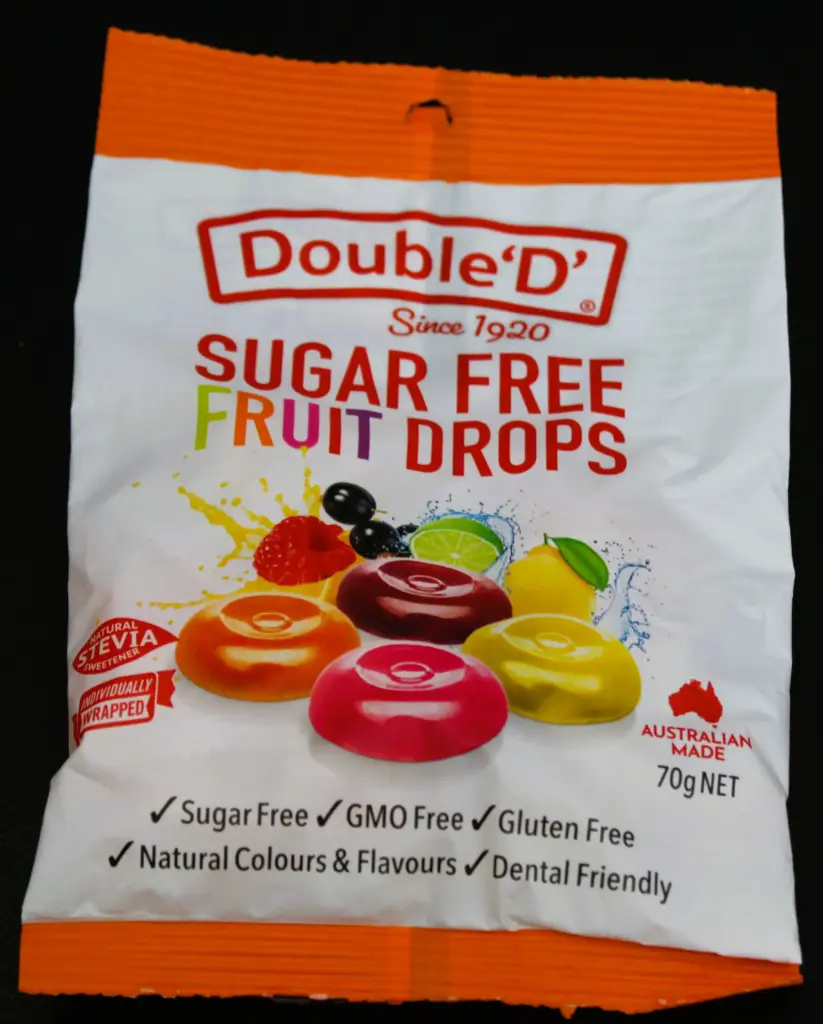 Double'D'®
Since 1920
SUGAR FREE
FRUIT DROPS
NATURAL
STEVIA
SWEETENER
INDIVIDUALLY
WRAPPED
AUSTRALIAN
MADE
70g NET
✓ Sugar Free ✓ GMO Free ✓ Gluten Free
✓ Natural Colours & Flavours ✓ Dental Friendly